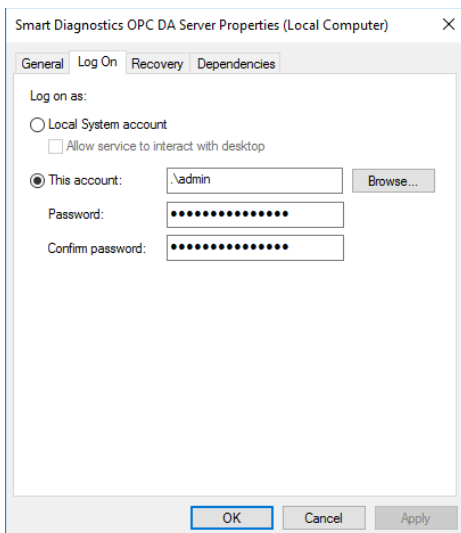 Smart Diagnostics OPC DA Server Properties (Local Computer)
General Log On Recovery Dependencies
Log on as:
Local System account
Allow service to interact with desktop
This account: .\admin Browse...
Password: •••••••••••••••
Confirm password: •••••••••••••••
OK Cancel Apply